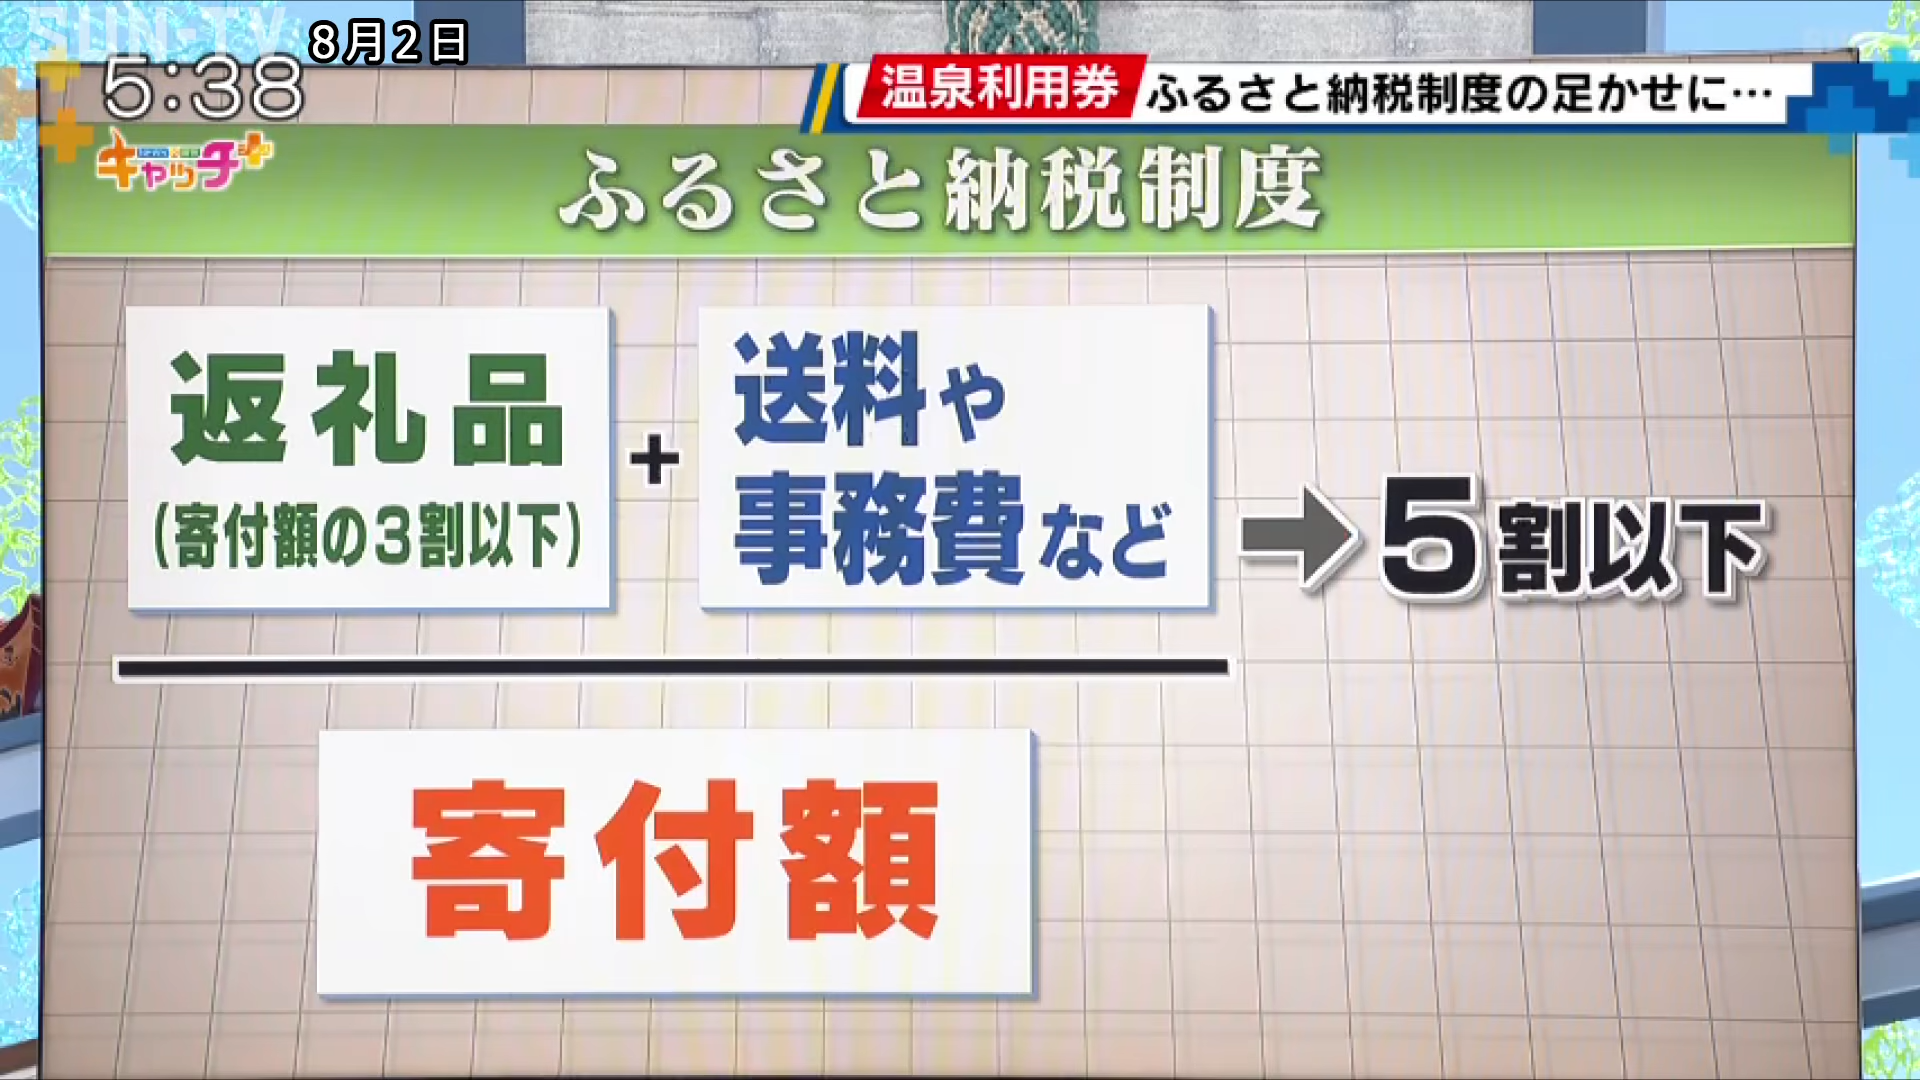 SUN-TV
8月2日
5:38
キャッチ+
温泉利用券 ふるさと納税制度の足かせに…
ふるさと納税制度
返礼品
(寄付額の3割以下)
+
送料や
事務費など
➡
5割以下
寄付額